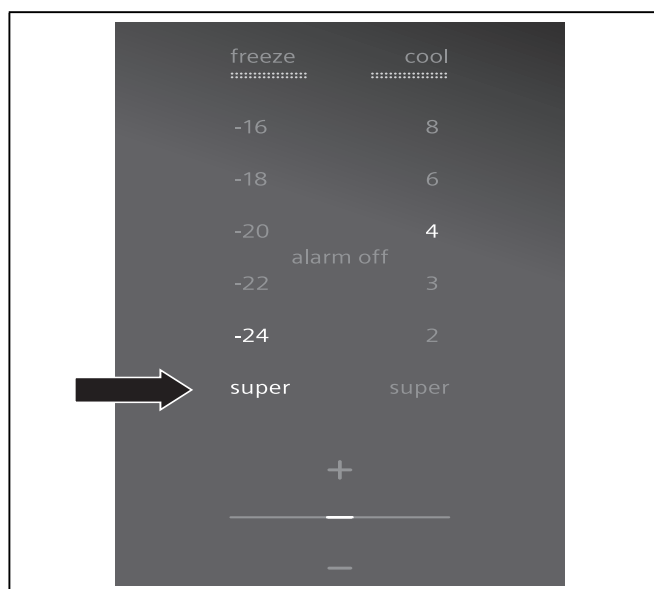 freeze cool
-16 8
-18 6
-20 4
alarm off
-22 3
-24 2
super super
+
–